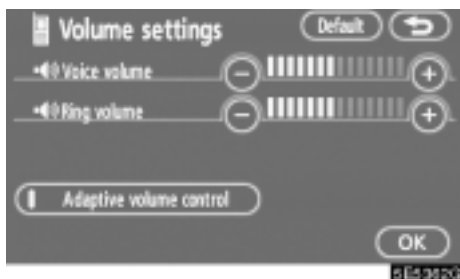 Volume settings
Default
Voice volume
Ring volume
Adaptive volume control
OK